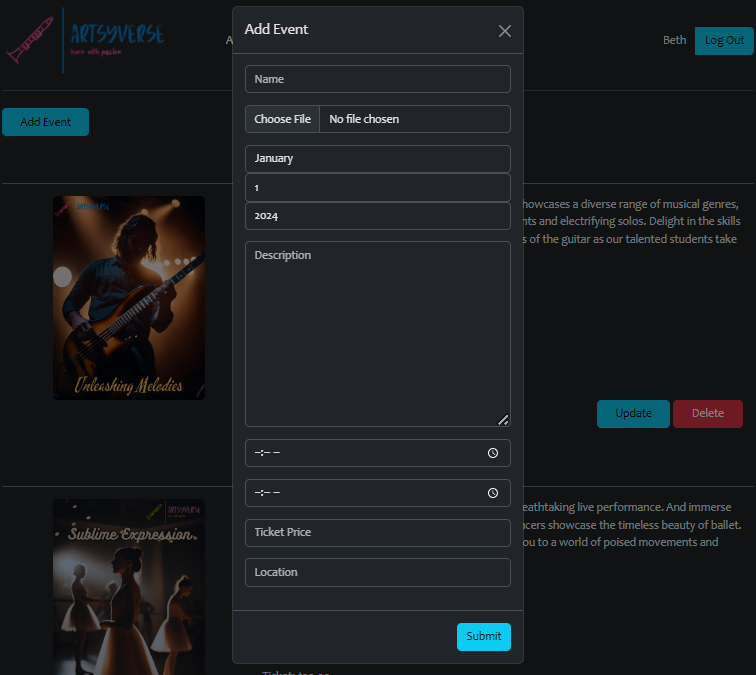 ARTSYVERSE
learn with passion
A
Beth
Log Out
Add Event
Add Event
Name
Choose File
No file chosen
January
1
2024
Description
--:-- --
--:-- --
Ticket Price
Location
Submit
howcases a diverse range of musical genres,
nts and electrifying solos. Delight in the skills
s of the guitar as our talented students take
Unleashing Melodies
Update
Delete
eathtaking live performance. And immerse
ncers showcase the timeless beauty of ballet.
ou to a world of poised movements and
ARTSYVERSE
Sublime Expression